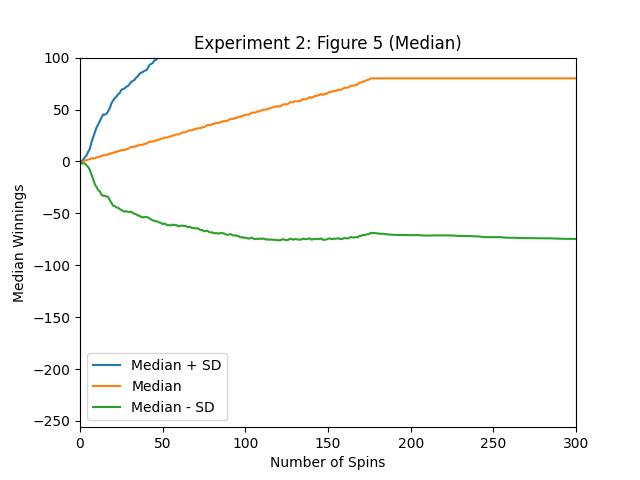 Experiment 2: Figure 5 (Median)
Median Winnings
100
50
0
−50
−100
−150
−200
−250
Median + SD
Median
Median - SD
0 50 100 150 200 250 300
Number of Spins